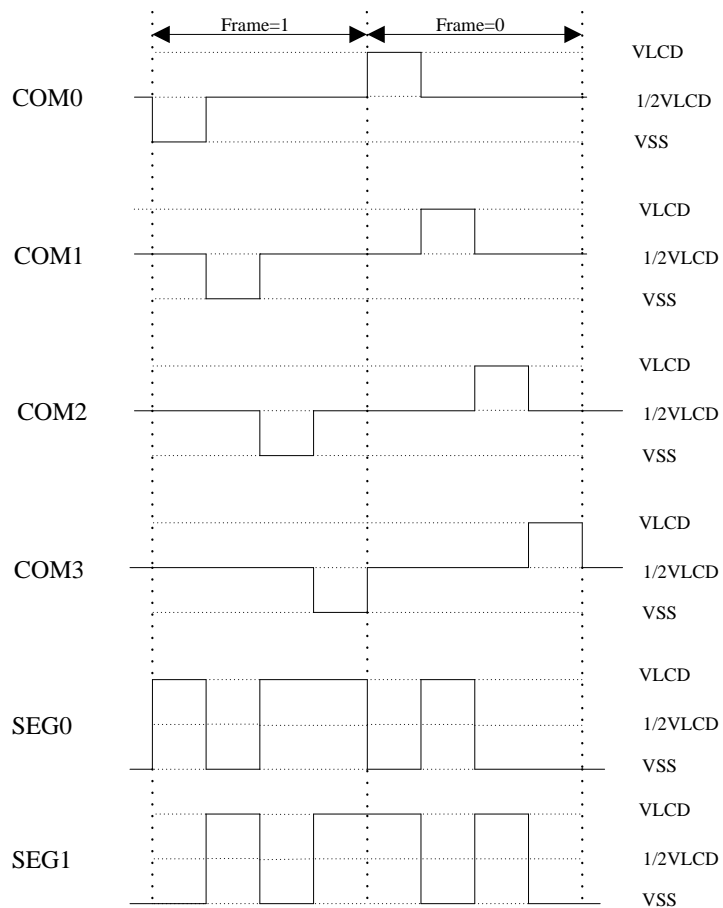 Frame=1 Frame=0
VLCD
COM0 1/2VLCD
VSS
VLCD
COM1 1/2VLCD
VSS
VLCD
COM2 1/2VLCD
VSS
VLCD
COM3 1/2VLCD
VSS
VLCD
SEG0 1/2VLCD
VSS
VLCD
SEG1 1/2VLCD
VSS